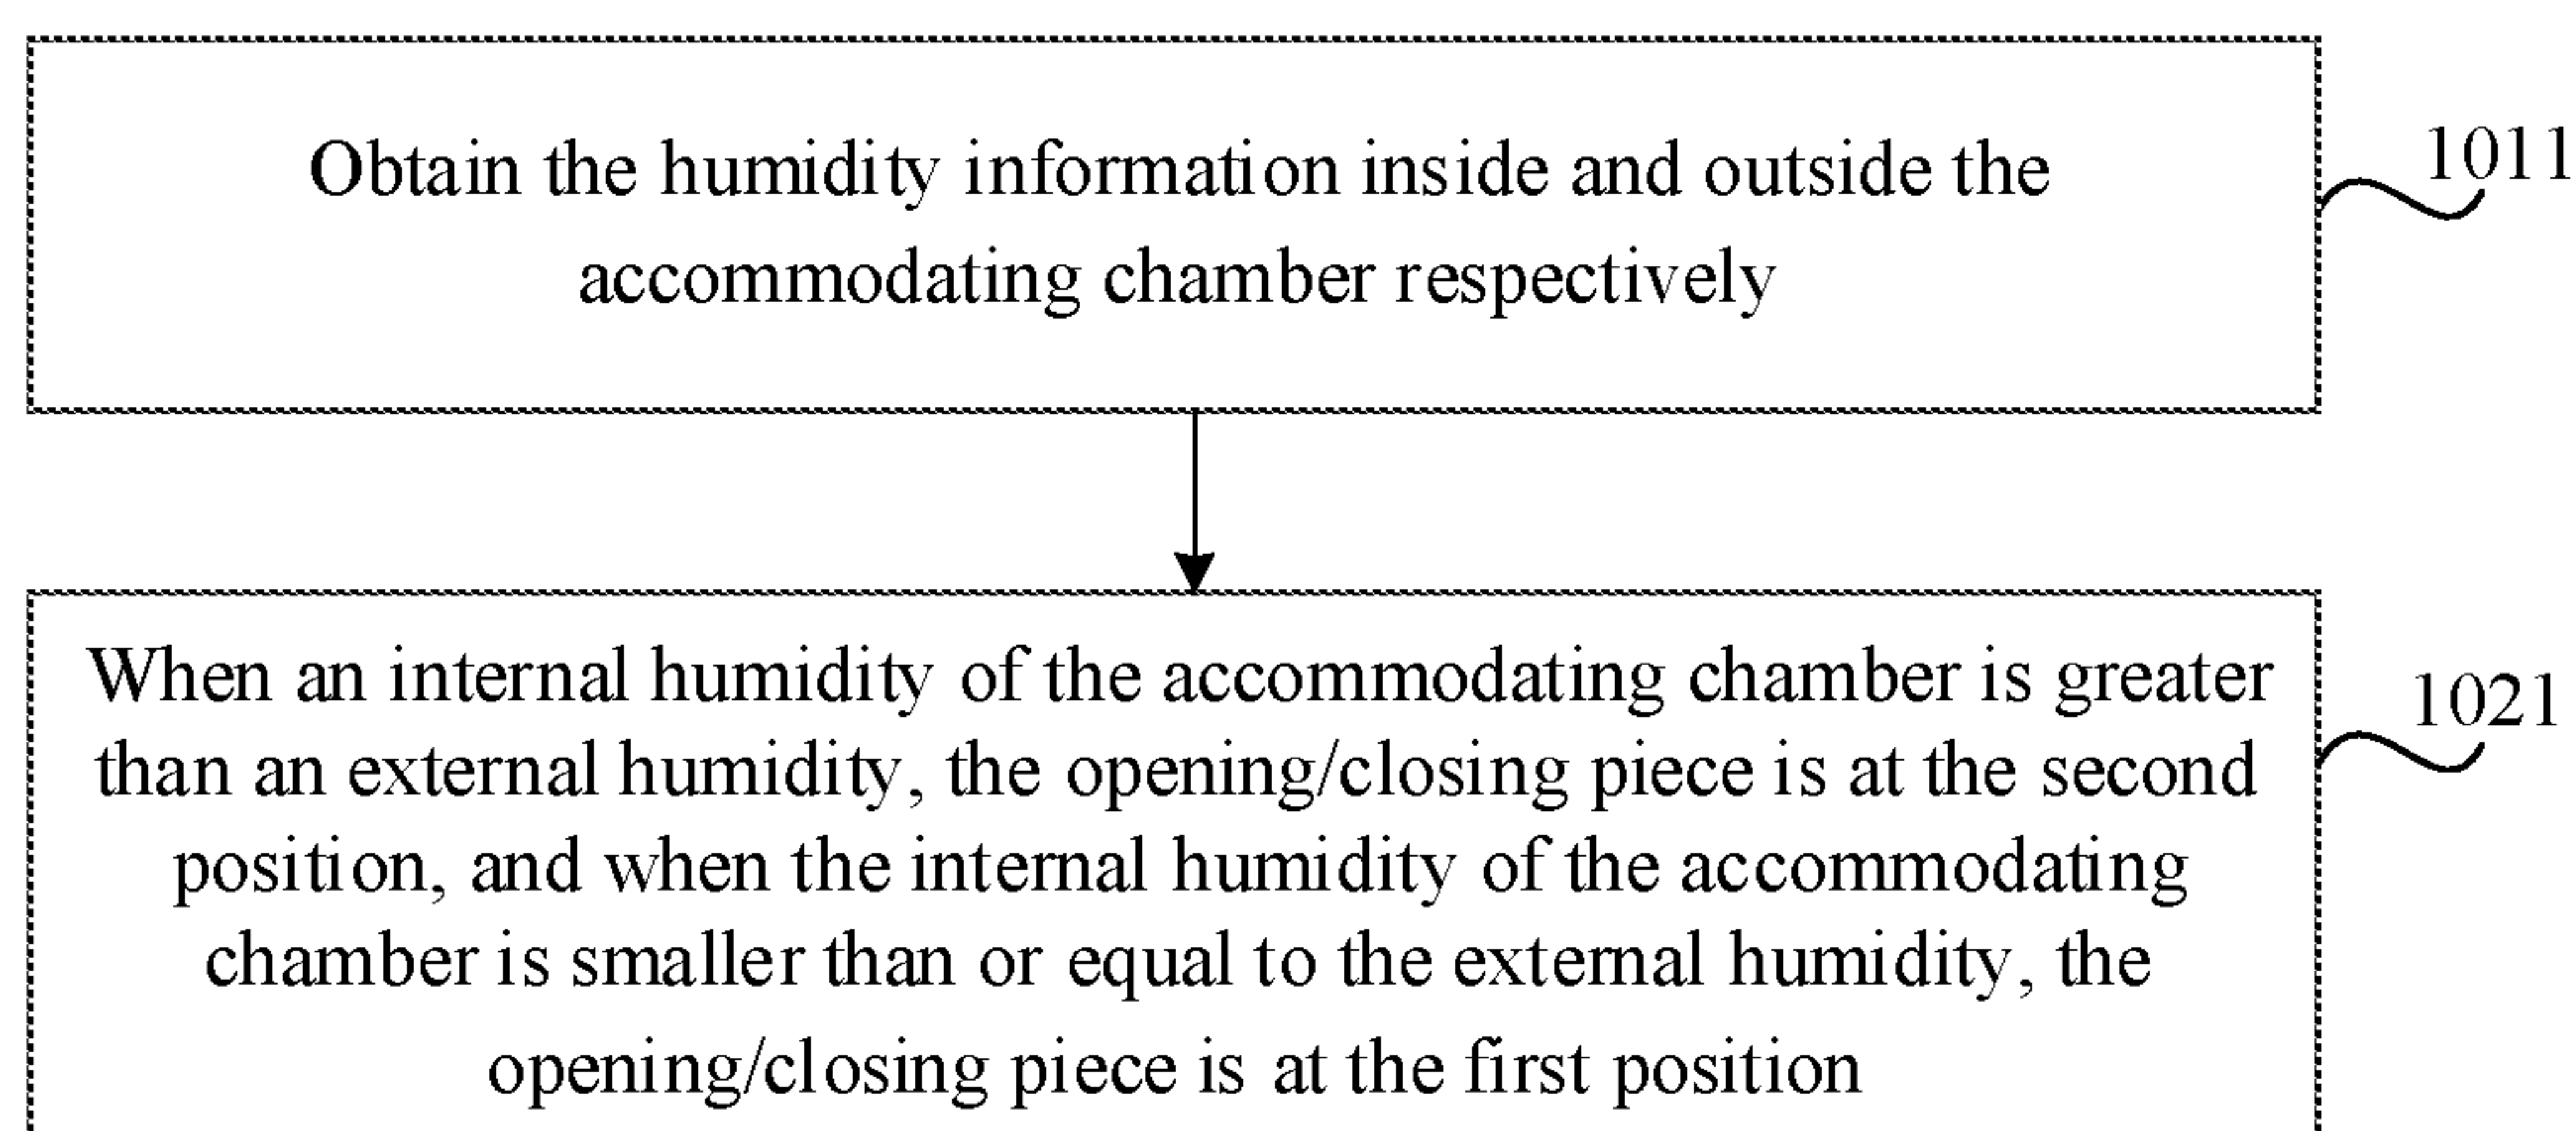 Obtain the humidity information inside and outside the
accommodating chamber respectively
1011
When an internal humidity of the accommodating chamber is greater
than an external humidity, the opening/closing piece is at the second
position, and when the internal humidity of the accommodating
chamber is smaller than or equal to the external humidity, the
opening/closing piece is at the first position
1021